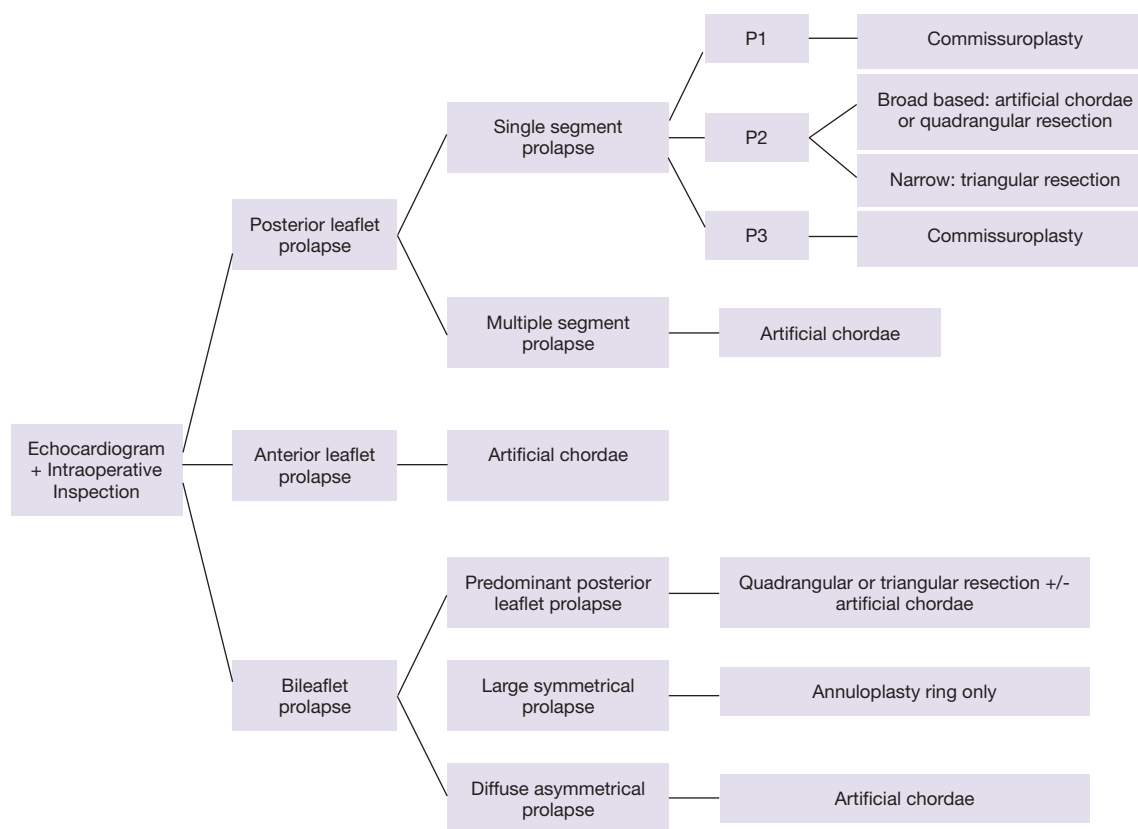 Echocardiogram
+ Intraoperative
Inspection
Posterior leaflet
prolapse
Single segment
prolapse
P1
Commissuroplasty
P2
Broad based: artificial chordae
or quadrangular resection
Narrow: triangular resection
P3
Commissuroplasty
Multiple segment
prolapse
Artificial chordae
Anterior leaflet
prolapse
Artificial chordae
Bileaflet
prolapse
Predominant posterior
leaflet prolapse
Quadrangular or triangular resection +/-
artificial chordae
Large symmetrical
prolapse
Annuloplasty ring only
Diffuse asymmetrical
prolapse
Artificial chordae